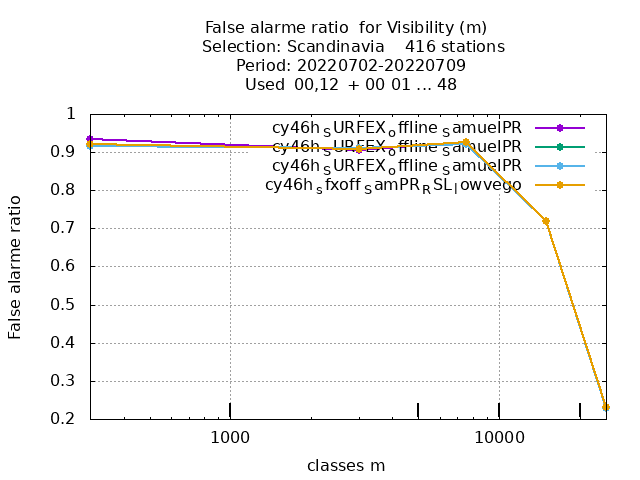 False alarme ratio  for Visibility (m)
Selection: Scandinavia    416 stations
Period: 20220702-20220709
Used  00,12  + 00 01 ... 48
1
0.9
0.8
0.7
0.6
0.5
0.4
0.3
0.2
False alarme ratio
cy46h_SURFEX_offline_SamuelPR
cy46h_SURFEX_offline_SamuelPR
cy46h_SURFEX_offline_SamuelPR
cy46h_sfxoff_SamPR_RSL_lowvego
1000 10000
classes m